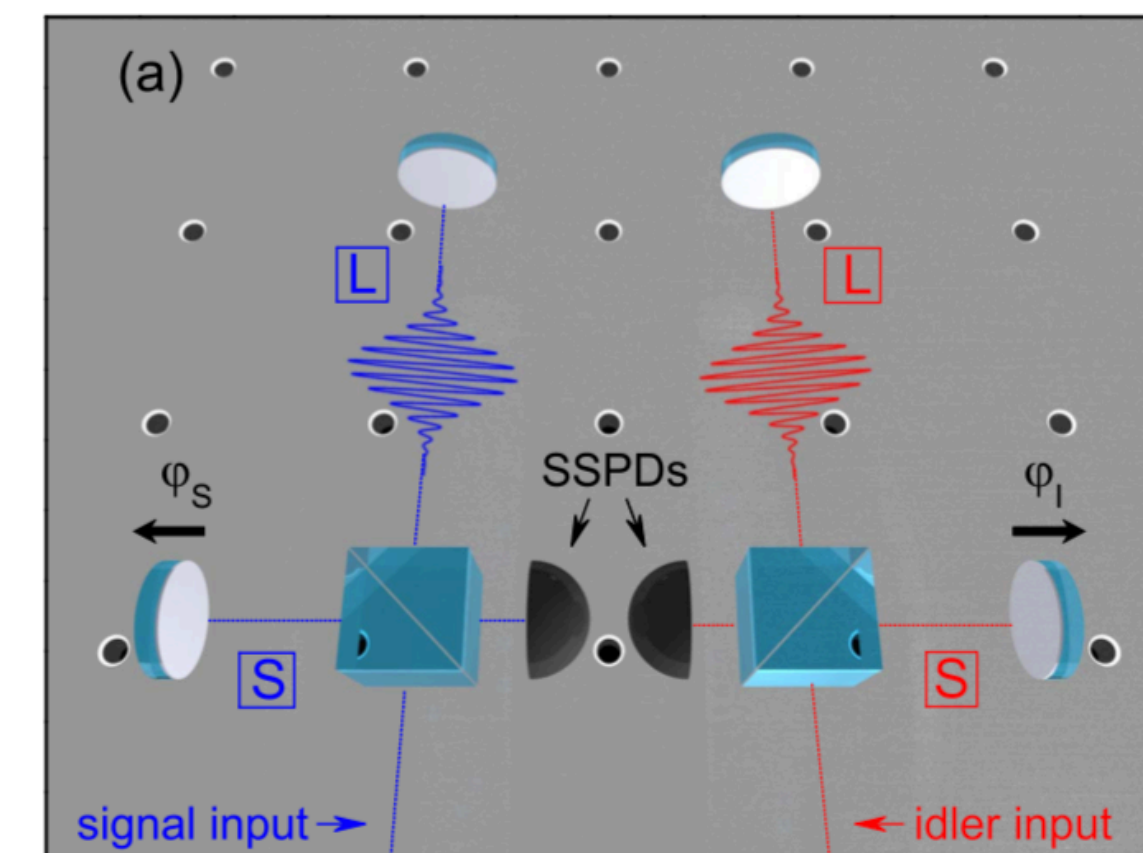 (a)
L
L
SSPDs
φS
φI
S
S
signal input
idler input